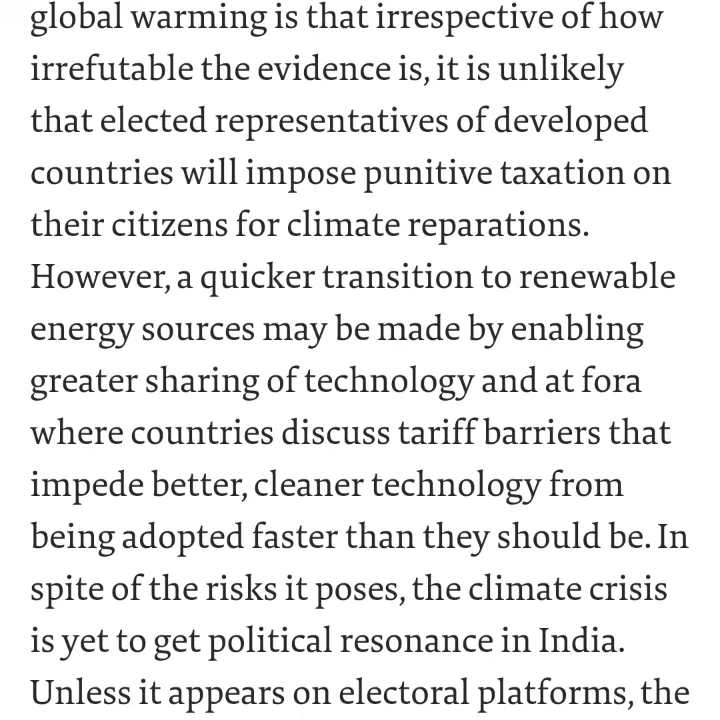 global warming is that irrespective of how
irrefutable the evidence is, it is unlikely
that elected representatives of developed
countries will impose punitive taxation on
their citizens for climate reparations.
However, a quicker transition to renewable
energy sources may be made by enabling
greater sharing of technology and at fora
where countries discuss tariff barriers that
impede better, cleaner technology from
being adopted faster than they should be. In
spite of the risks it poses, the climate crisis
is yet to get political resonance in India.
Unless it appears on electoral platforms, the